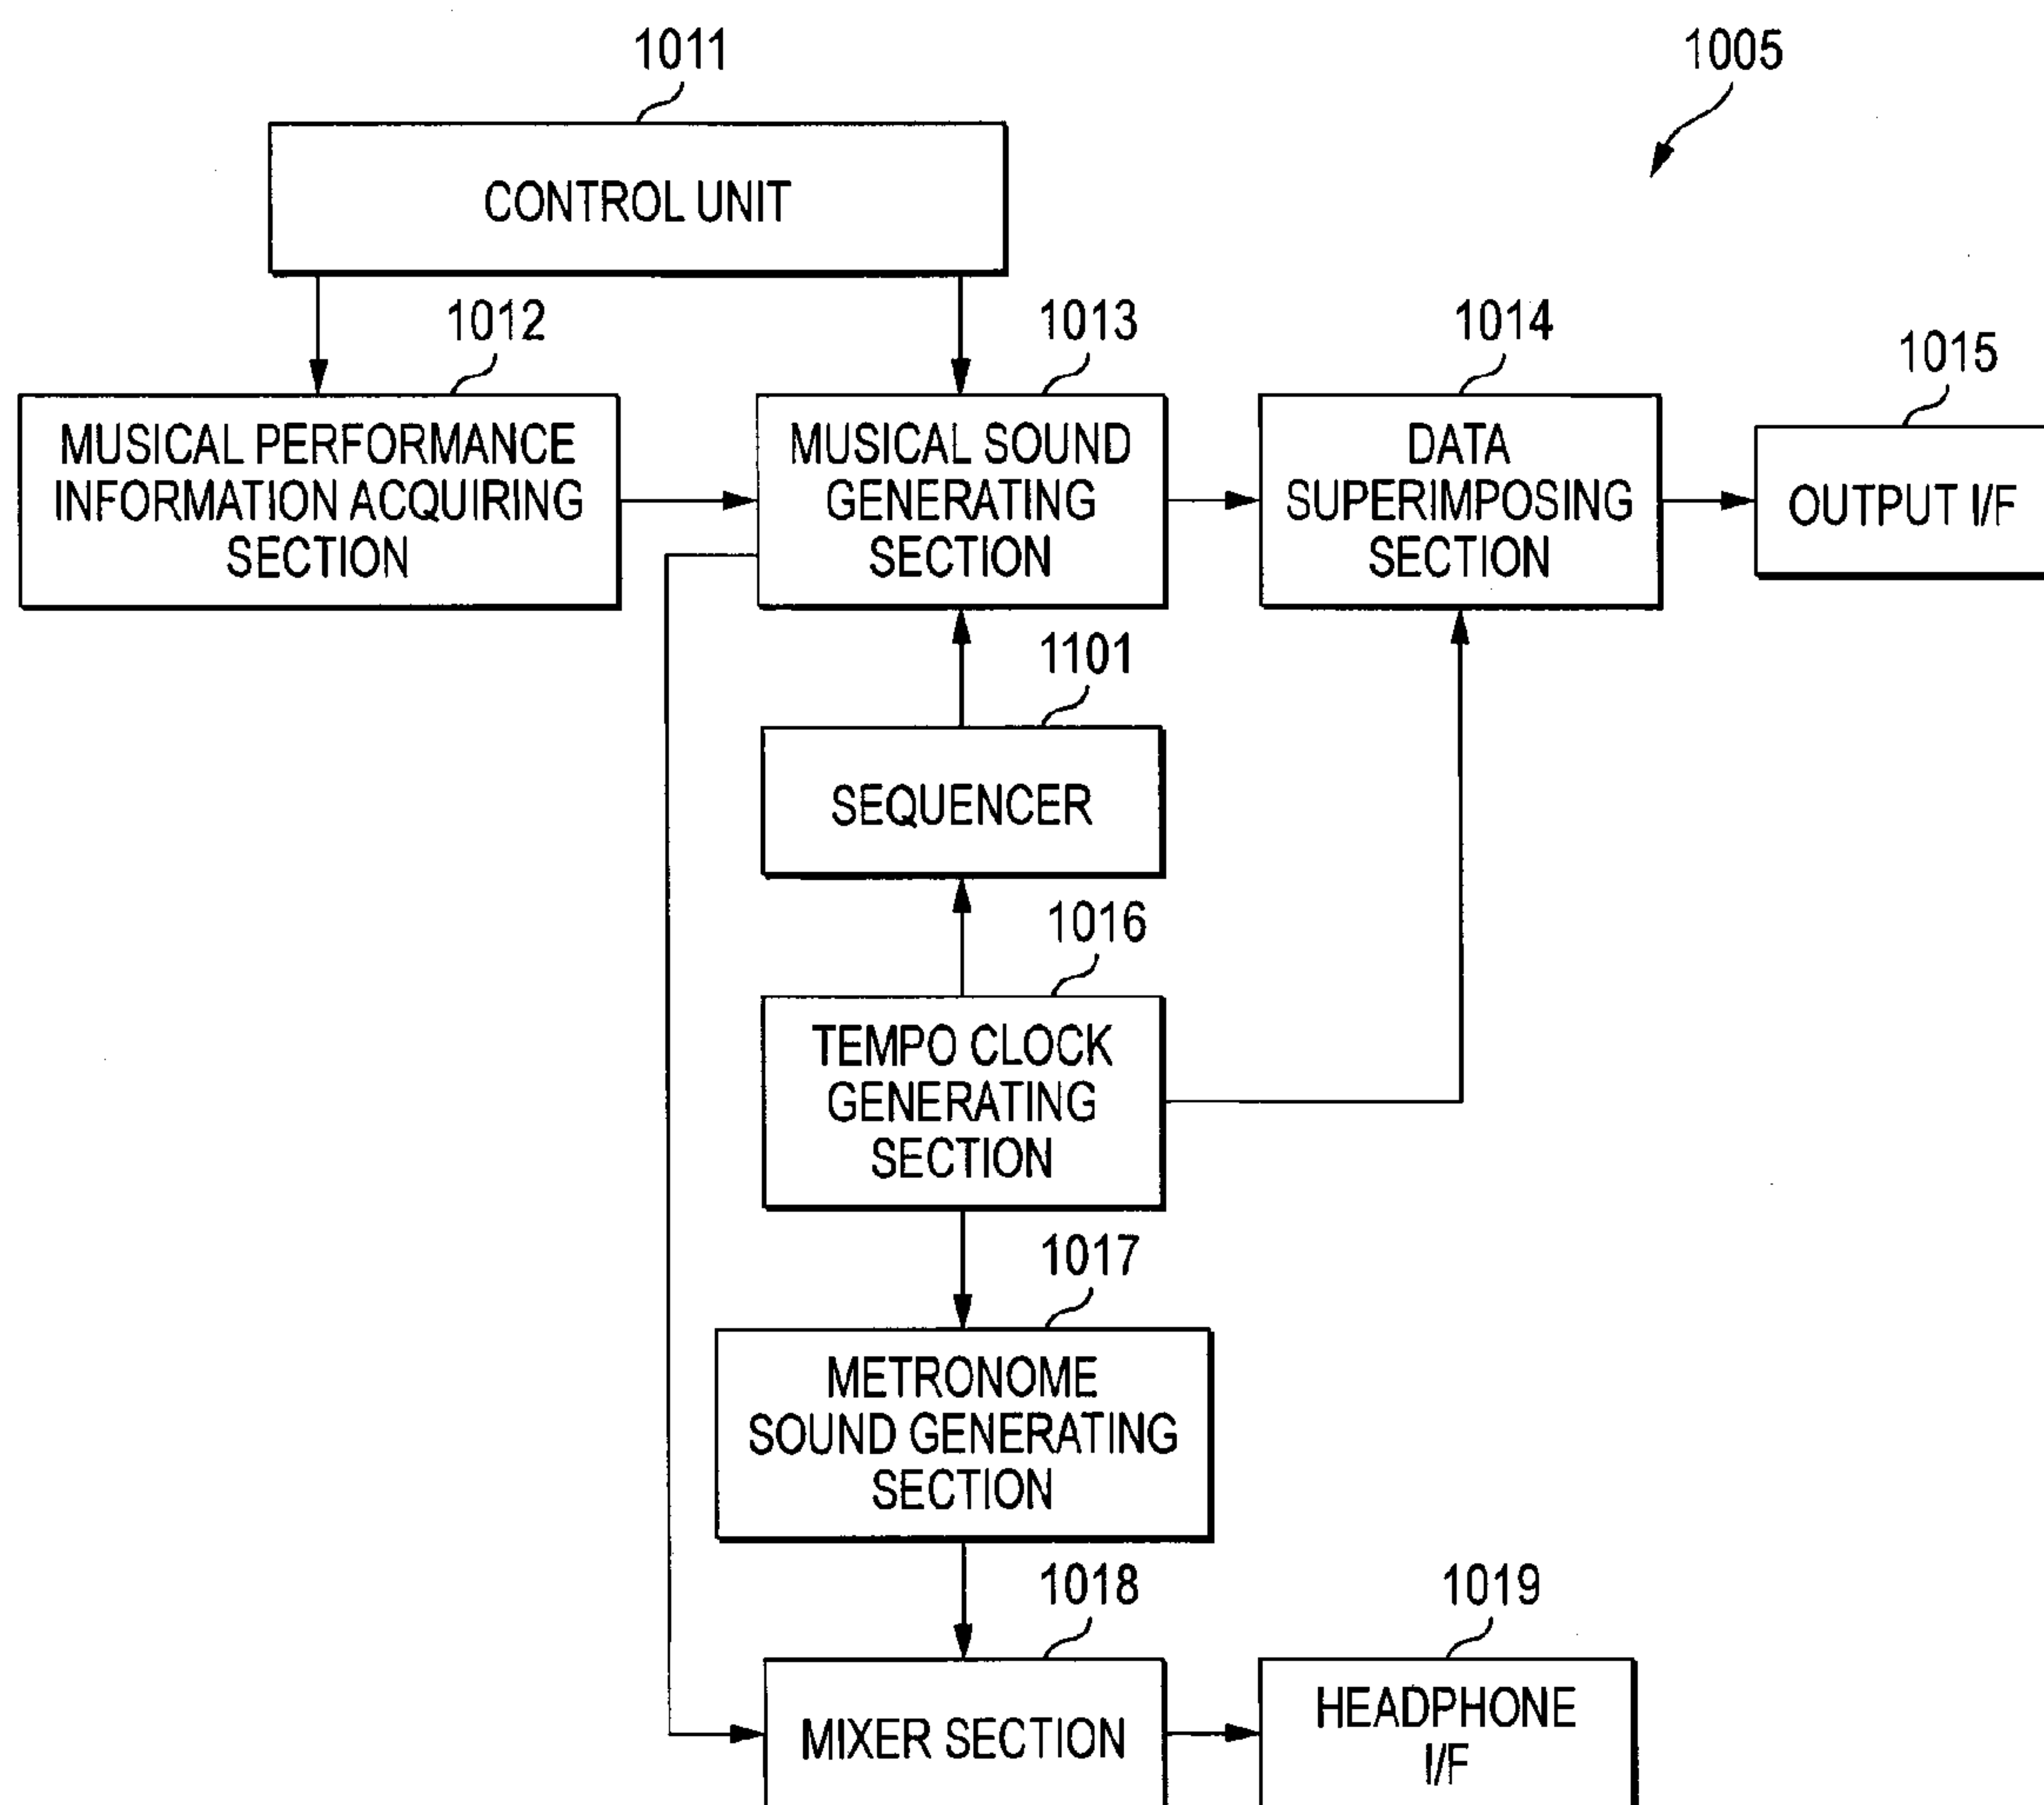 1011
1005
CONTROL UNIT
1012
1013
1014
1015
MUSICAL PERFORMANCE
INFORMATION ACQUIRING
SECTION
MUSICAL SOUND
GENERATING
SECTION
DATA
SUPERIMPOSING
SECTION
OUTPUT I/F
1101
SEQUENCER
1016
TEMPO CLOCK
GENERATING
SECTION
1017
METRONOME
SOUND GENERATING
SECTION
1018
1019
MIXER SECTION
HEADPHONE
I/F